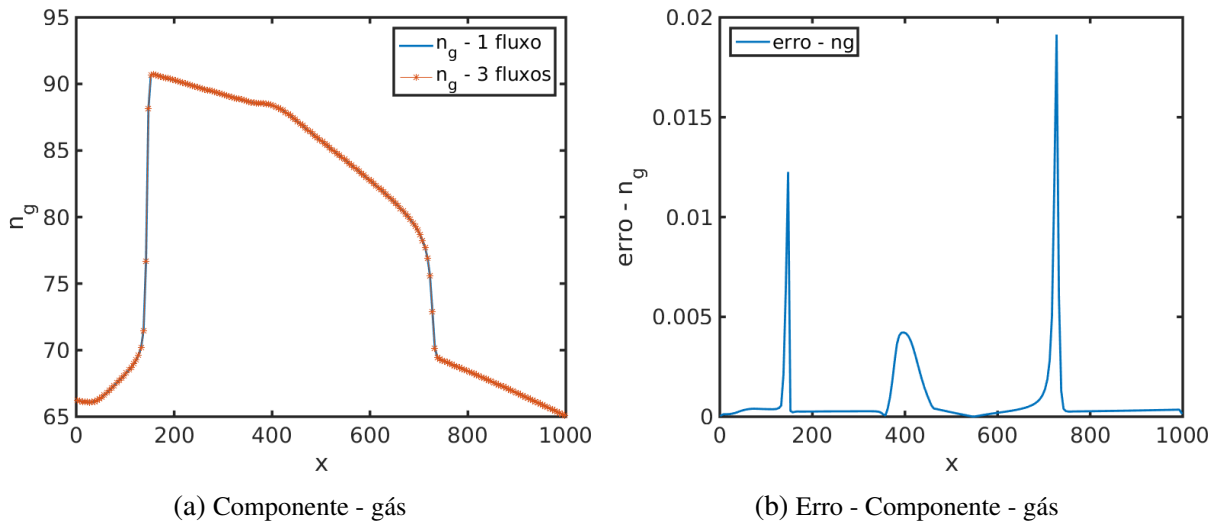 95
90
85
80
75
70
65
n_g
n_g - 1 fluxo
n_g - 3 fluxos
0 200 400 600 800 1000
x
(a) Componente - gás
0.02
0.015
0.01
0.005
0
erro - n_g
erro - ng
0 200 400 600 800 1000
x
(b) Erro - Componente - gás